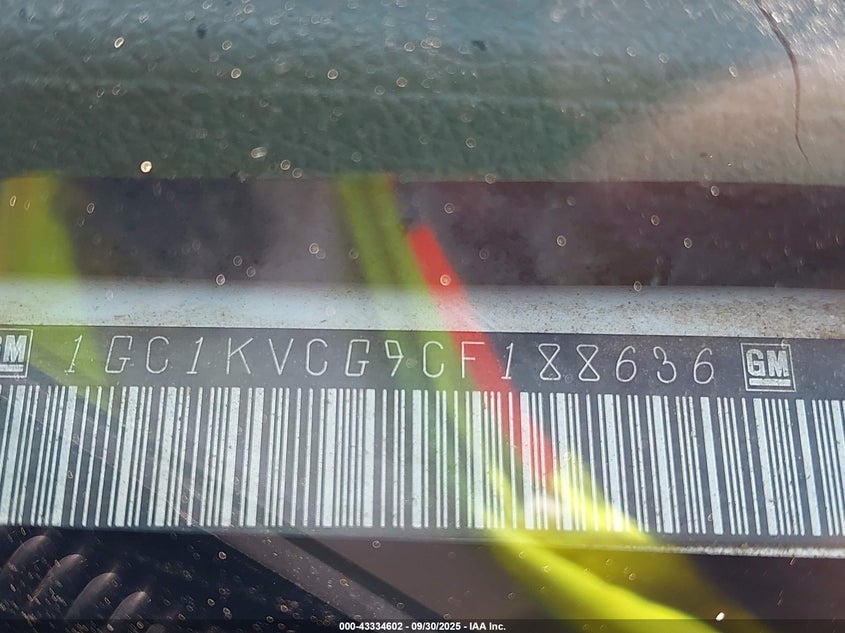 GM 1GC1KVCG9CF188636 GM
000-43334602 - 09/30/2025 - IAA Inc.